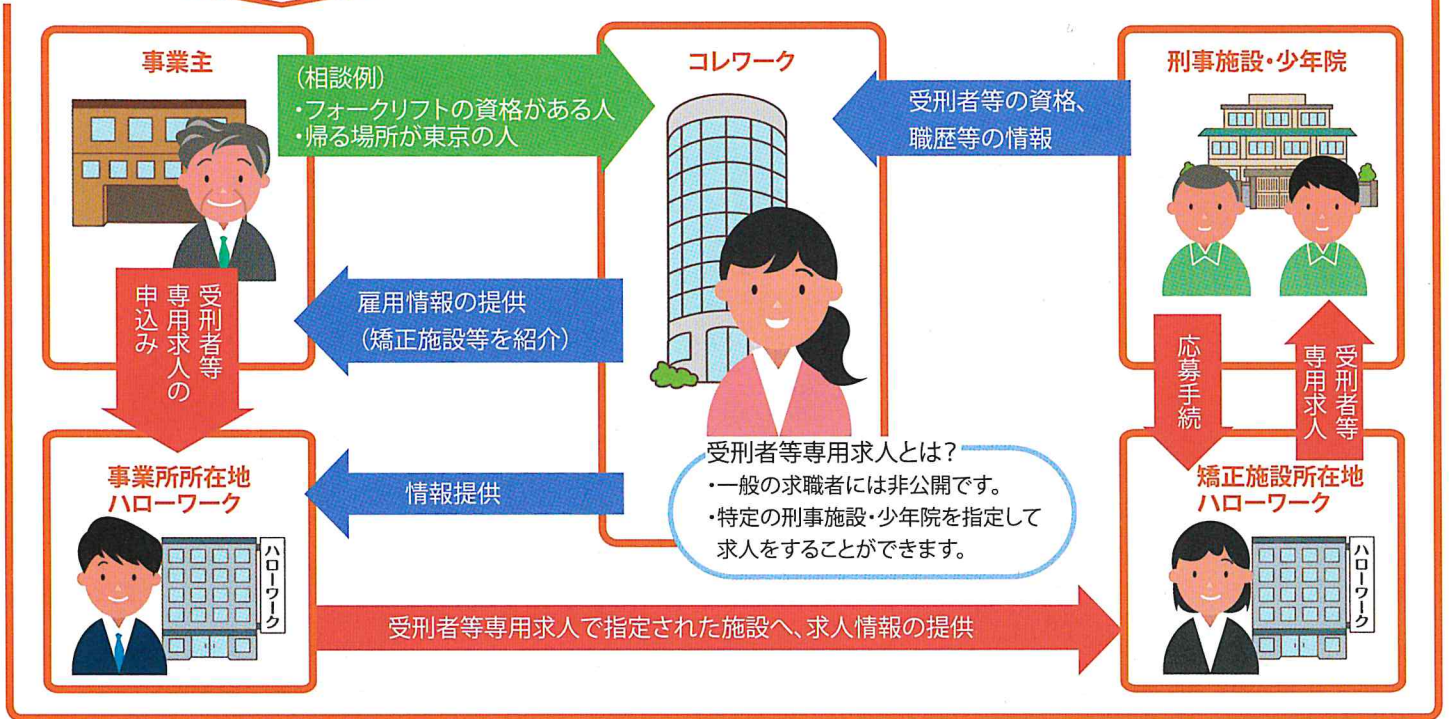 事業主
(相談例)
・フォークリフトの資格がある人
・帰る場所が東京の人
コレワーク
受刑者等の資格、
職歴等の情報
刑事施設・少年院
雇用情報の提供
(矯正施設等を紹介)
受刑者等
専用求人の
申込み
応募手続
受刑者等
専用求人
事業所所在地
ハローワーク
ハローワーク
情報提供
受刑者等専用求人とは?
・一般の求職者には非公開です。
・特定の刑事施設・少年院を指定して
求人をすることができます。
矯正施設所在地
ハローワーク
ハローワーク
受刑者等専用求人で指定された施設へ、求人情報の提供